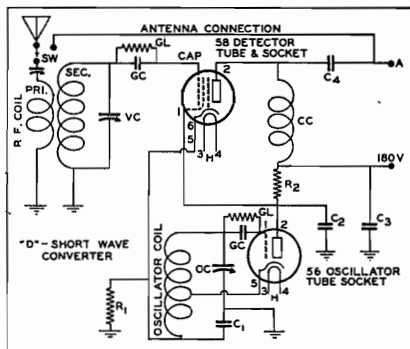 ANTENNA CONNECTION
SW
GL
58 DETECTOR
TUBE & SOCKET
A
SEC.
GC
CAP
2
C4
PRI.
R.F. COIL
VC
1
6
5
3 H 4
CC
180V
R2
GL
2
C2
C3
"D"-SHORT WAVE
CONVERTER
OSCILLATOR COIL
GC
OC
5 3 H 4
56 OSCILLATOR
TUBE SOCKET
R1
C1